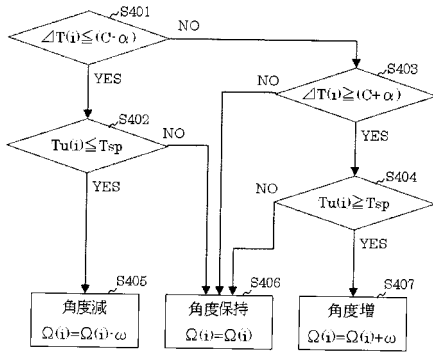 S401
⊿T(i)≦(C-α)
NO
YES
S403
NO
⊿T(i)≧(C+α)
YES
S402
Tu(i)≦Tsp
NO
YES
S404
NO
Tu(i)≧Tsp
YES
S405
角度減
Ω(i)=Ω(i)-ω
S406
角度保持
Ω(i)=Ω(i)
S407
角度増
Ω(i)=Ω(i)+ω